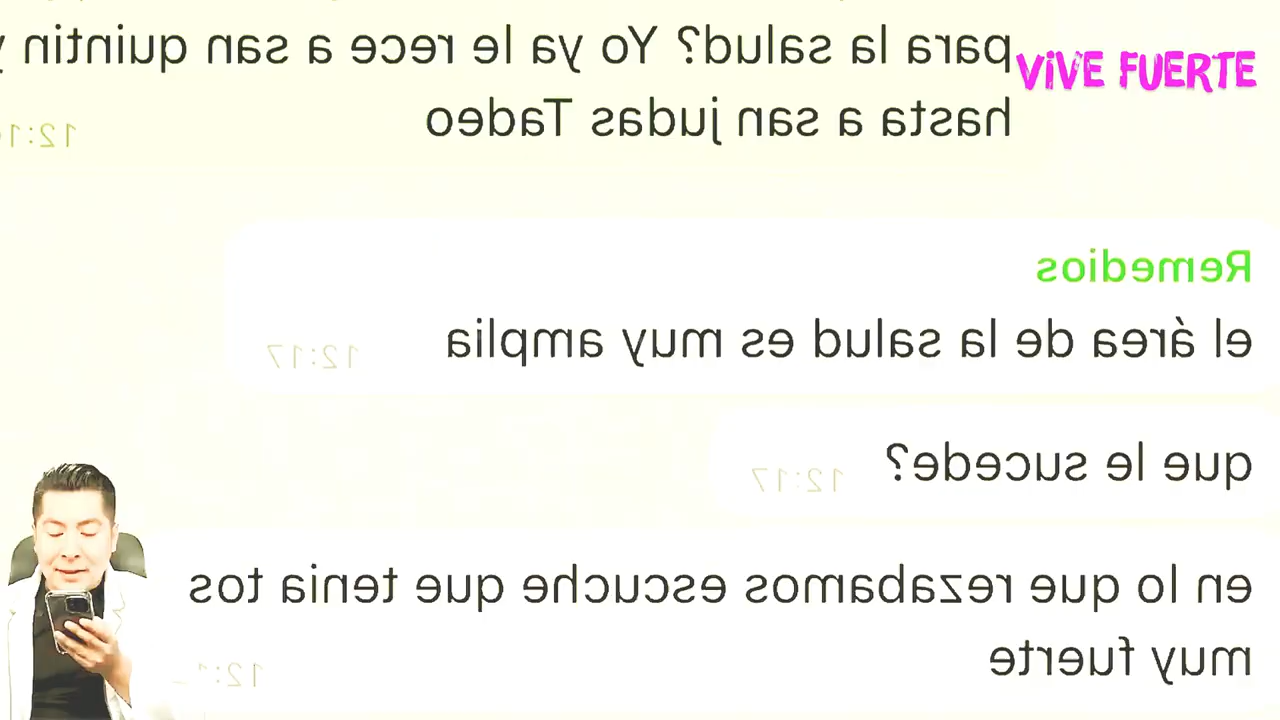 para la salud? Yo ya le rece a san quintin y
hasta a san judas Tadeo
VIVE FUERTE
Remedios
el área de la salud es muy amplia
12:17
que le sucede?
12:17
en lo que rezabamos escuche que tenia tos
muy fuerte